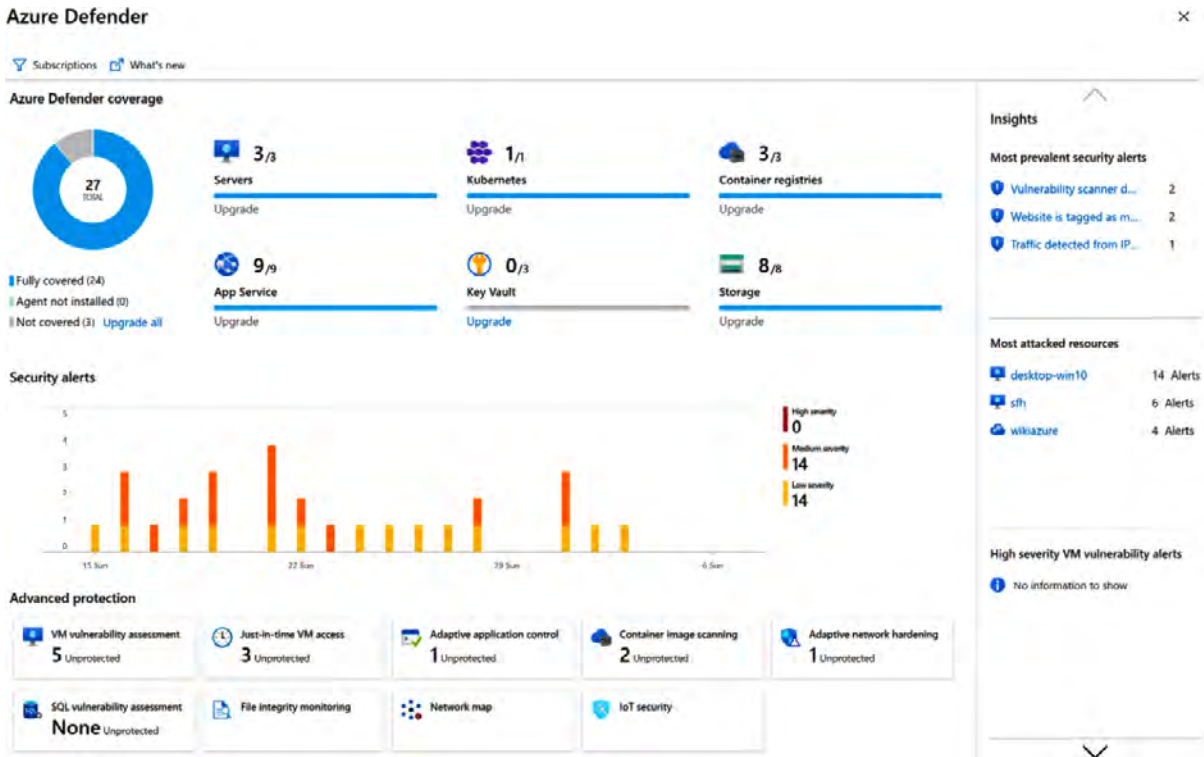 Azure Defender
Subscriptions What's new
Azure Defender coverage
27
TOTAL
Fully covered (24)
Agent not installed (0)
Not covered (3) Upgrade all
3/3
Servers
Upgrade
1/1
Kubernetes
Upgrade
3/3
Container registries
Upgrade
9/9
App Service
Upgrade
0/3
Key Vault
Upgrade
8/8
Storage
Upgrade
Security alerts
5
4
3
2
1
0
15 Sun
22 Sun
29 Sun
6 Sun
High severity
0
Medium severity
14
Low severity
14
Advanced protection
VM vulnerability assessment
5 Unprotected
Just-in-time VM access
3 Unprotected
Adaptive application control
1 Unprotected
Container image scanning
2 Unprotected
Adaptive network hardening
1 Unprotected
SQL vulnerability assessment
None Unprotected
File integrity monitoring
Network map
IoT security
Insights
Most prevalent security alerts
Vulnerability scanner d... 2
Website is tagged as m... 2
Traffic detected from IP... 1
Most attacked resources
desktop-win10 14 Alerts
sfh 6 Alerts
wikiazure 4 Alerts
High severity VM vulnerability alerts
No information to show